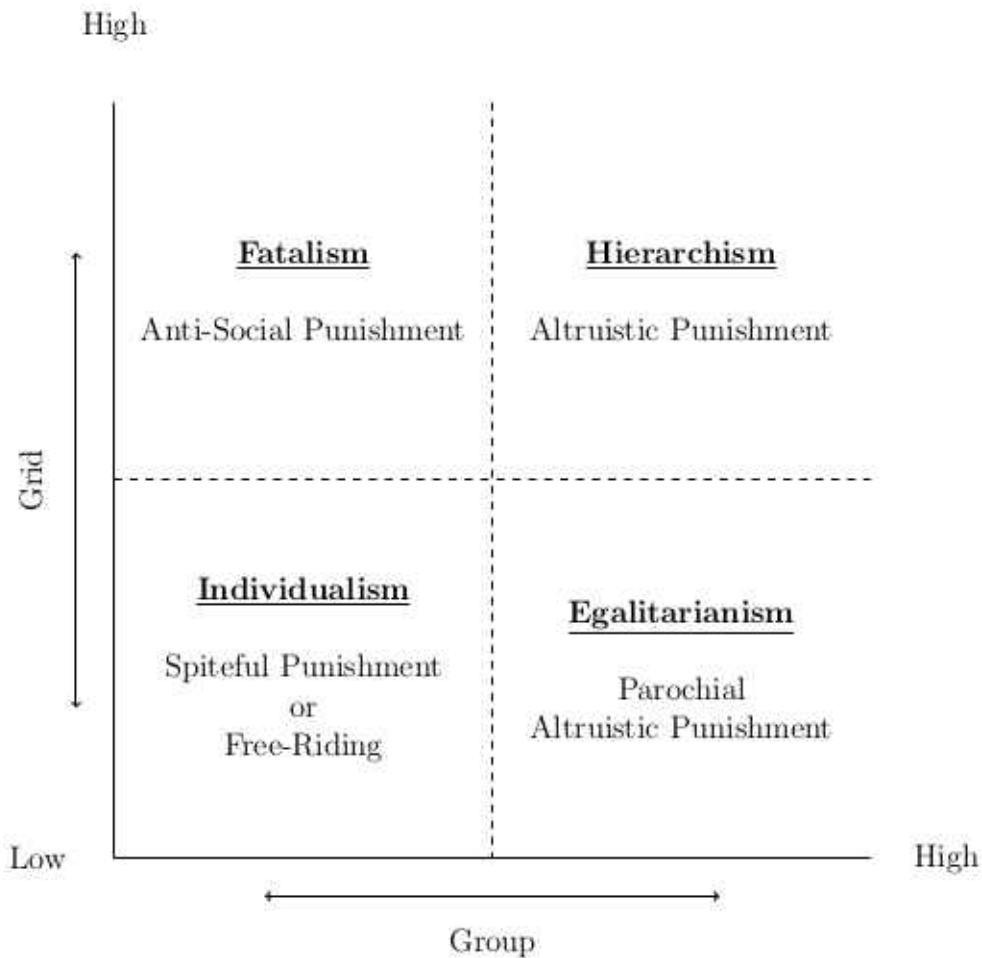 High
Fatalism
Hierarchism
Anti-Social Punishment
Altruistic Punishment
Grid
Individualism
Egalitarianism
Spiteful Punishment
or
Free-Riding
Parochial
Altruistic Punishment
Low
High
Group